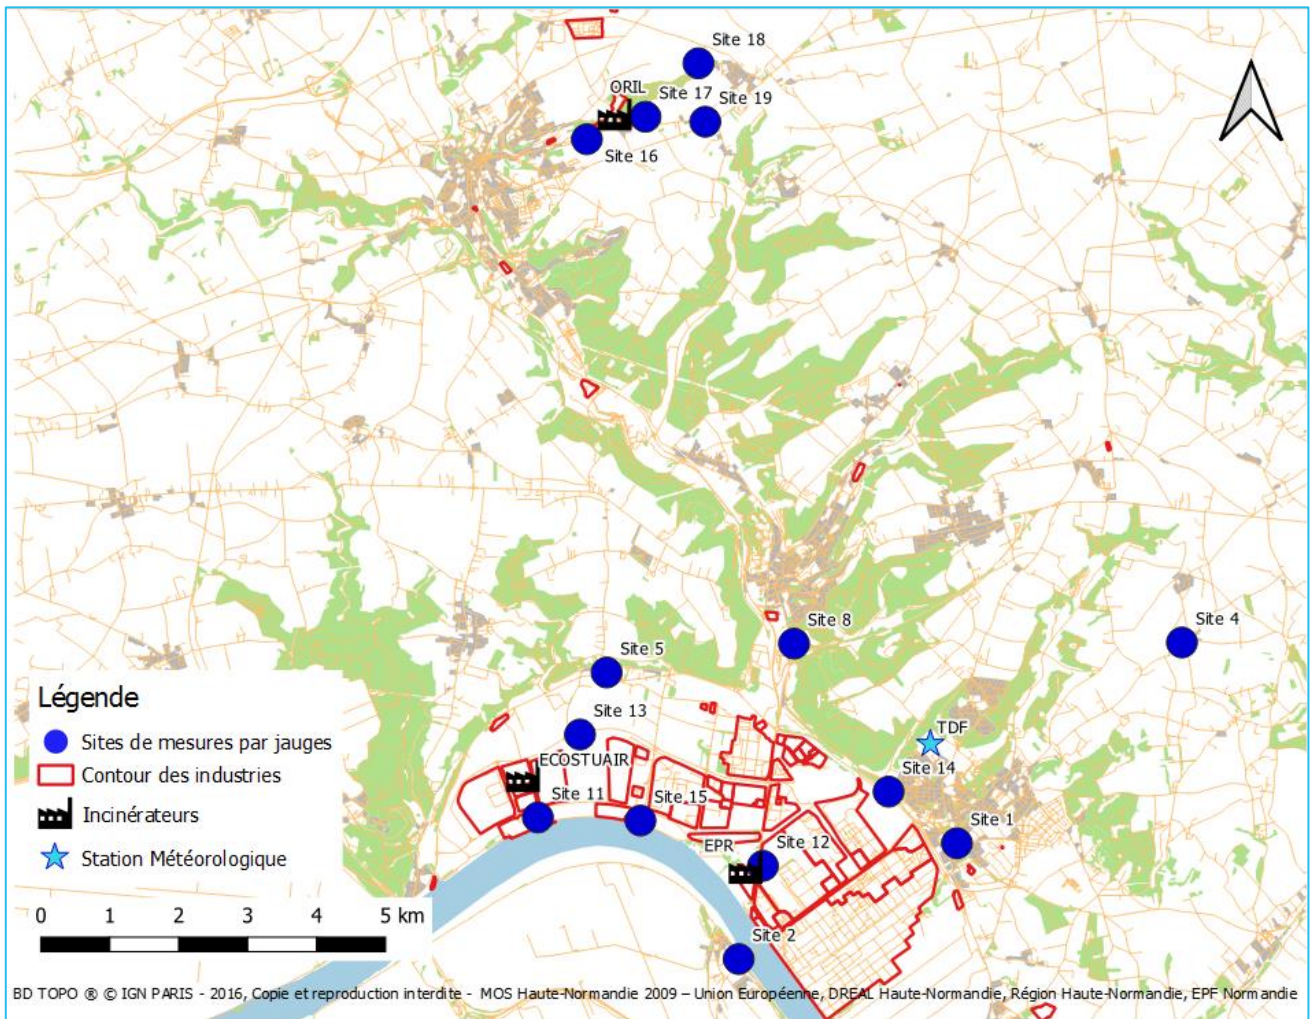 Site 18
ORIL
Site 17
Site 19
Site 16
Site 8
Site 4
Site 5
Site 13
TDF
ECOSTUAIR
Site 14
Site 11
Site 15
Site 1
EPR
Site 12
Site 2
Légende
Sites de mesures par jauges
Contour des industries
Incinérateurs
Station Météorologique
0 1 2 3 4 5 km
BD TOPO ® © IGN PARIS - 2016, Copie et reproduction interdite - MOS Haute-Normandie 2009 – Union Européenne, DREAL Haute-Normandie, Région Haute-Normandie, EPF Normandie